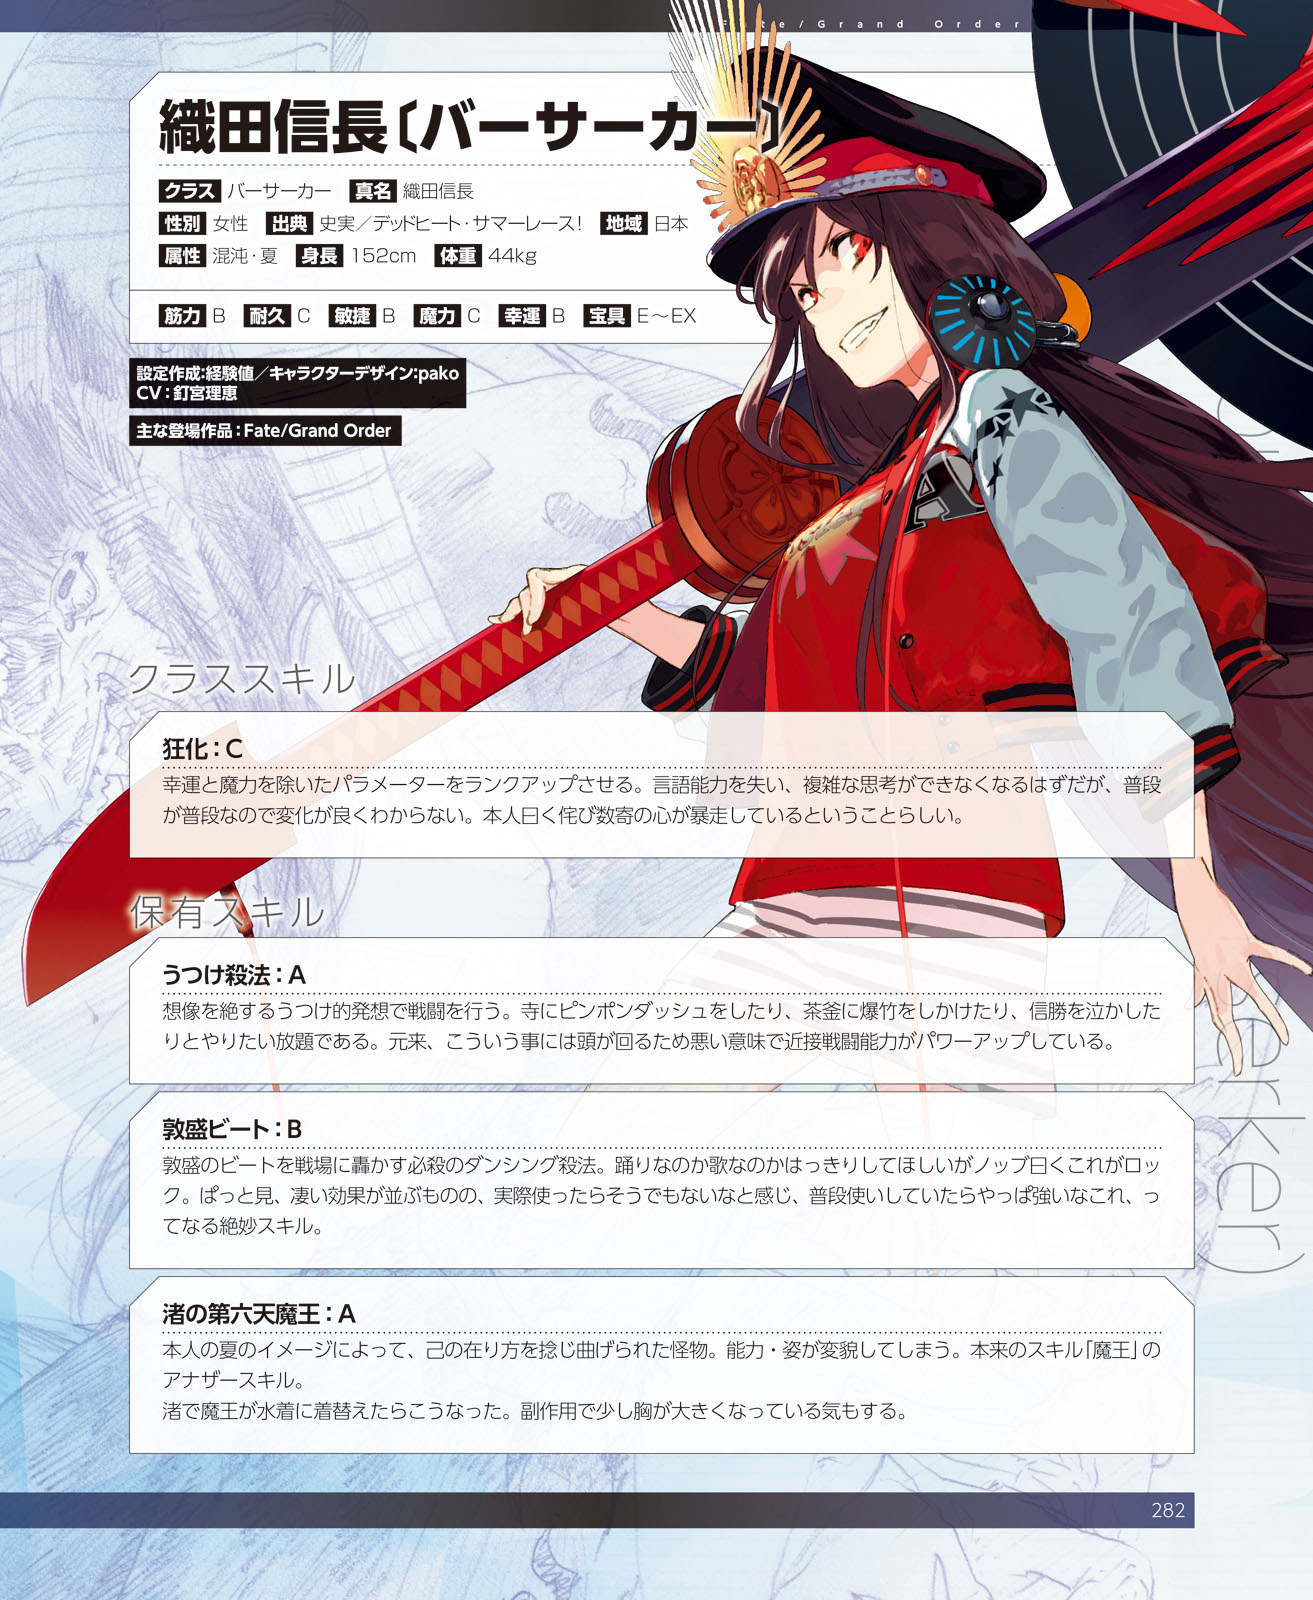 Fate/Grand Order
織田信長〔バーサーカー〕
クラス バーサーカー 真名 織田信長
性別 女性 出典 史実／デッドヒート・サマーレース！ 地域 日本
属性 混沌・夏 身長 152cm 体重 44kg
筋力 B 耐久 C 敏捷 B 魔力 C 幸運 B 宝具 E～EX
設定作成：経験値／キャラクターデザイン：pako
CV：釘宮理恵
主な登場作品：Fate/Grand Order
A
クラススキル
狂化：C
幸運と魔力を除いたパラメーターをランクアップさせる。言語能力を失い、複雑な思考ができなくなるはずだが、普段
が普段なので変化が良くわからない。本人曰く侘び数寄の心が暴走しているということらしい。
保有スキル
うつけ殺法：A
想像を絶するうつけ的発想で戦闘を行う。寺にピンポンダッシュをしたり、茶釜に爆竹をしかけたり、信勝を泣かした
りとやりたい放題である。元来、こういう事には頭が回るため悪い意味で近接戦闘能力がパワーアップしている。
敦盛ビート：B
敦盛のビートを戦場に轟かす必殺のダンシング殺法。踊りなのか歌なのかはっきりしてほしいがノッブ曰くこれがロッ
ク。ぱっと見、凄い効果が並ぶものの、実際使ったらそうでもないなと感じ、普段使いしていたらやっぱ強いなこれ、っ
てなる絶妙スキル。
渚の第六天魔王：A
本人の夏のイメージによって、己の在り方を捻じ曲げられた怪物。能力・姿が変貌してしまう。本来のスキル「魔王」の
アナザースキル。
渚で魔王が水着に着替えたらこうなった。副作用で少し胸が大きくなっている気もする。
erker)
282